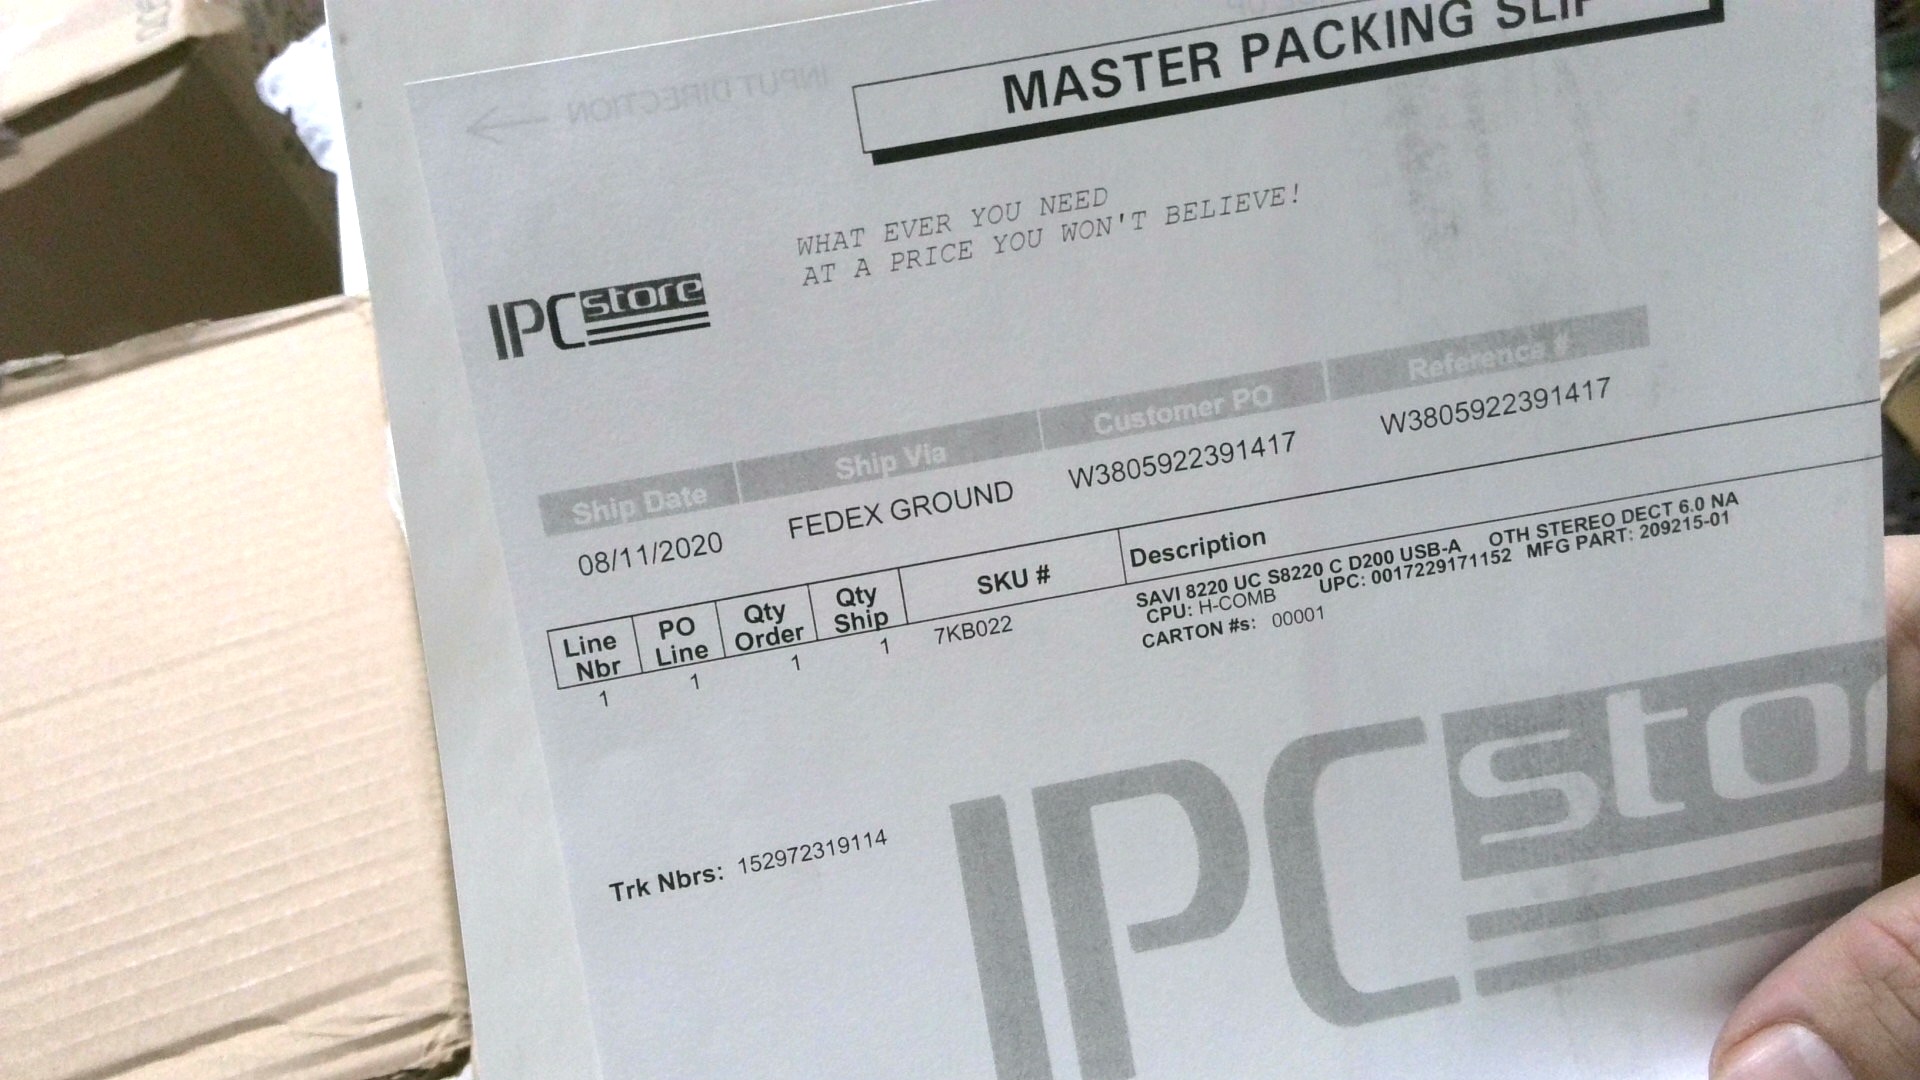 MASTER PACKING SLIP
INPUT DIRECTION
WHAT EVER YOU NEED
AT A PRICE YOU WON'T BELIEVE!
IPC store
Ship Date Ship Via Customer PO Reference #
08/11/2020 FEDEX GROUND W3805922391417 W3805922391417
Line Nbr PO Line Qty Order Qty Ship SKU # Description
1 1 1 1 7KB022 SAVI 8220 UC S8220 C D200 USB-A OTH STEREO DECT 6.0 NA
CPU: H-COMB UPC: 0017229171152 MFG PART: 209215-01
CARTON #s: 00001
IPC stor
Trk Nbrs: 152972319114